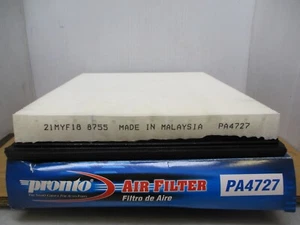 21MYF18 8755 MADE IN MALAYSIA PA4727
pronto AIR FILTER PA4727
Filtro de Aire